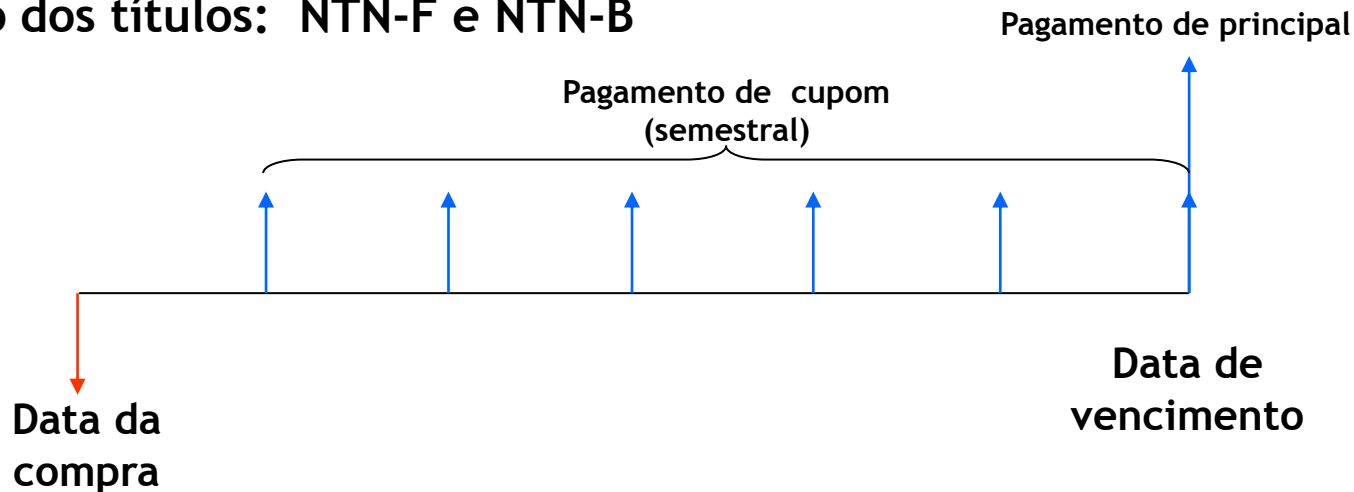 o dos títulos: NTN-F e NTN-B
Pagamento de principal
Pagamento de cupom
(semestral)
Data de
vencimento
Data da
compra